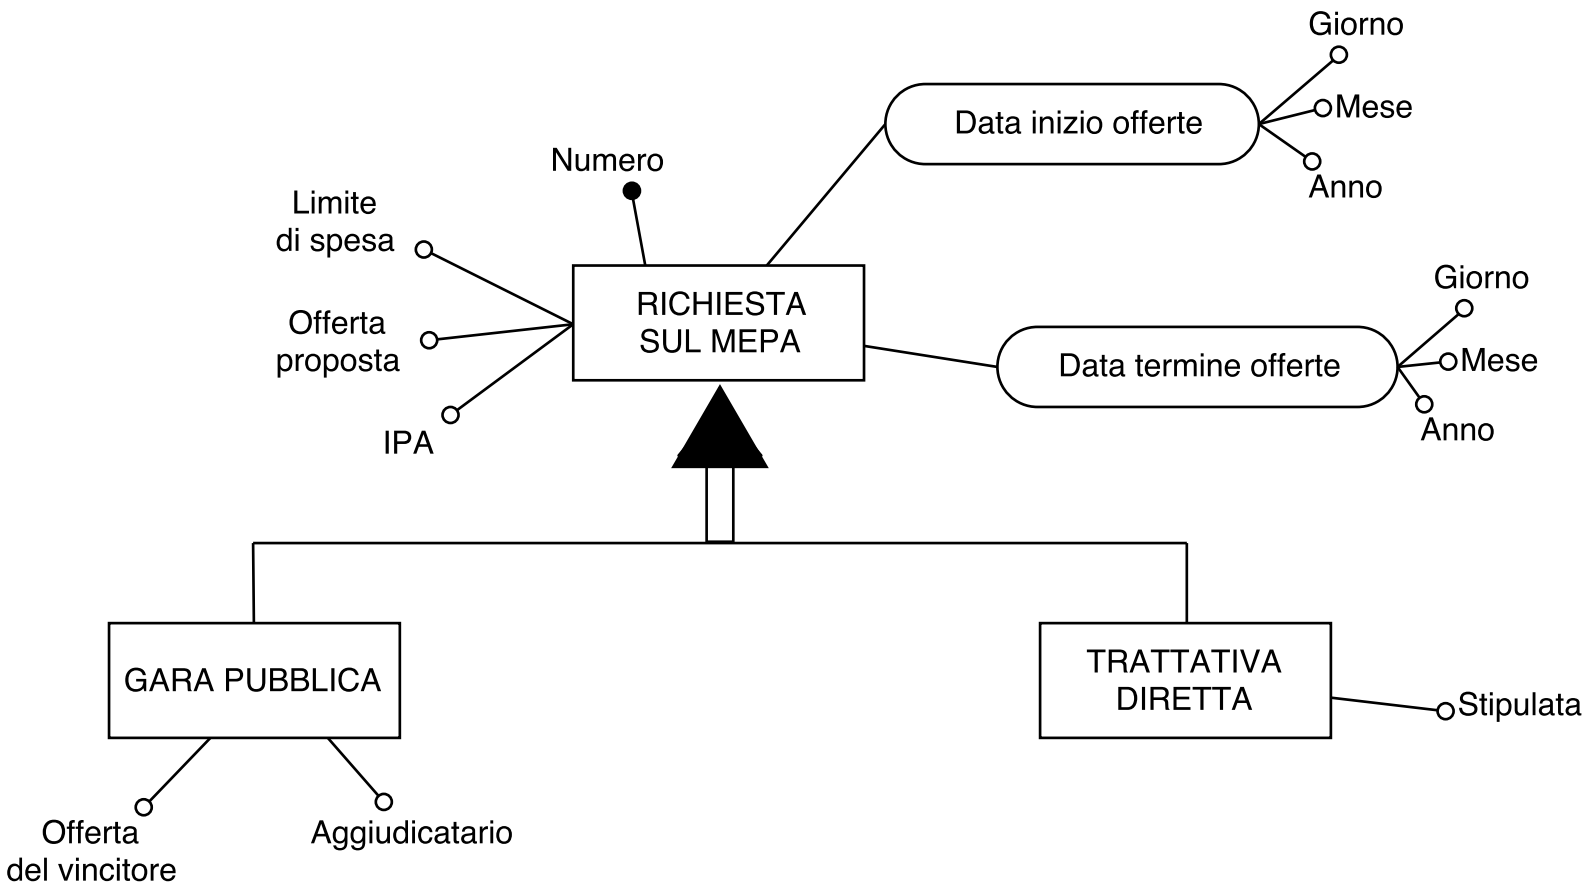 Giorno
Data inizio offerte
Mese
Anno
Numero
Limite
di spesa
Offerta
proposta
IPA
RICHIESTA
SUL MEPA
Giorno
Data termine offerte
Mese
Anno
GARA PUBBLICA
TRATTATIVA
DIRETTA
Stipulata
Offerta
del vincitore
Aggiudicatario